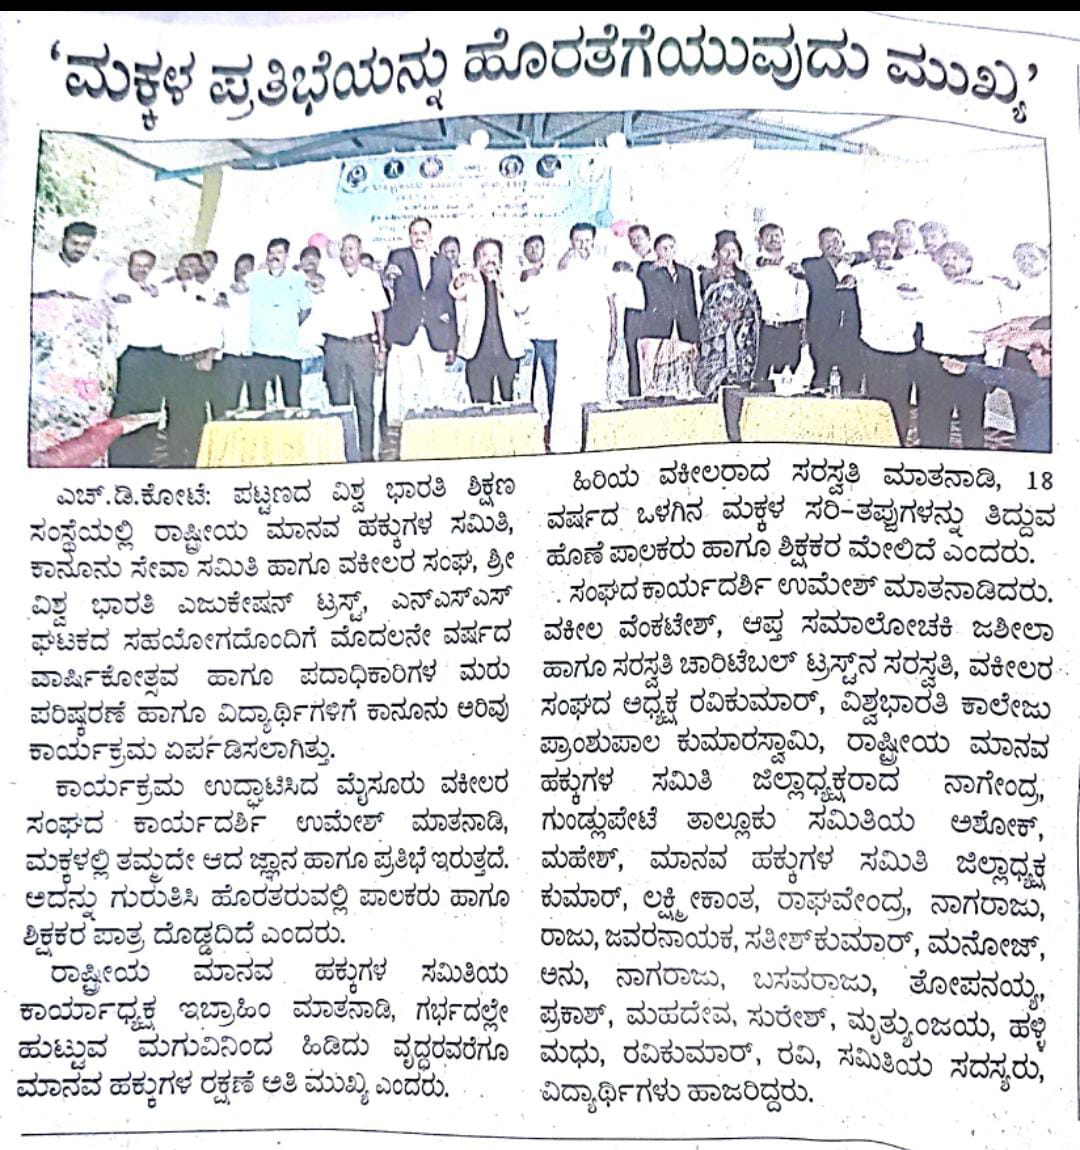 ‘ಮಕ್ಕಳ ಪ್ರತಿಭೆಯನ್ನು ಹೊರತೆಗೆಯುವುದು ಮುಖ್ಯ’
ಎಚ್.ಡಿ.ಕೋಟೆ: ಪಟ್ಟಣದ ವಿಶ್ವ ಭಾರತಿ ಶಿಕ್ಷಣ
ಸಂಸ್ಥೆಯಲ್ಲಿ ರಾಷ್ಟ್ರೀಯ ಮಾನವ ಹಕ್ಕುಗಳ ಸಮಿತಿ,
ಕಾನೂನು ಸೇವಾ ಸಮಿತಿ ಹಾಗೂ ವಕೀಲರ ಸಂಘ, ಶ್ರೀ
ವಿಶ್ವ ಭಾರತಿ ಎಜುಕೇಷನ್ ಟ್ರಸ್ಟ್, ಎನ್ಎಸ್ಎಸ್
ಘಟಕದ ಸಹಯೋಗದೊಂದಿಗೆ ಮೊದಲನೇ ವರ್ಷದ
ವಾರ್ಷಿಕೋತ್ಸವ ಹಾಗೂ ಪದಾಧಿಕಾರಿಗಳ ಮರು
ಪರಿಷ್ಕರಣೆ ಹಾಗೂ ವಿದ್ಯಾರ್ಥಿಗಳಿಗೆ ಕಾನೂನು ಅರಿವು
ಕಾರ್ಯಕ್ರಮ ಏರ್ಪಡಿಸಲಾಗಿತ್ತು.
ಕಾರ್ಯಕ್ರಮ ಉದ್ಘಾಟಿಸಿದ ಮೈಸೂರು ವಕೀಲರ
ಸಂಘದ ಕಾರ್ಯದರ್ಶಿ ಉಮೇಶ್ ಮಾತನಾಡಿ,
ಮಕ್ಕಳಲ್ಲಿ ತಮ್ಮದೇ ಆದ ಜ್ಞಾನ ಹಾಗೂ ಪ್ರತಿಭೆ ಇರುತ್ತದೆ.
ಅದನ್ನು ಗುರುತಿಸಿ ಹೊರತರುವಲ್ಲಿ ಪಾಲಕರು ಹಾಗೂ
ಶಿಕ್ಷಕರ ಪಾತ್ರ ದೊಡ್ಡದಿದೆ ಎಂದರು.
ರಾಷ್ಟ್ರೀಯ ಮಾನವ ಹಕ್ಕುಗಳ ಸಮಿತಿಯ
ಕಾರ್ಯಾಧ್ಯಕ್ಷ ಇಬ್ರಾಹಿಂ ಮಾತನಾಡಿ, ಗರ್ಭದಲ್ಲೇ
ಹುಟ್ಟುವ ಮಗುವಿನಿಂದ ಹಿಡಿದು ವೃದ್ಧರವರೆಗೂ
ಮಾನವ ಹಕ್ಕುಗಳ ರಕ್ಷಣೆ ಅತಿ ಮುಖ್ಯ ಎಂದರು.
ಹಿರಿಯ ವಕೀಲರಾದ ಸರಸ್ವತಿ ಮಾತನಾಡಿ, 18
ವರ್ಷದ ಒಳಗಿನ ಮಕ್ಕಳ ಸರಿ-ತಪ್ಪುಗಳನ್ನು ತಿದ್ದುವ
ಹೊಣೆ ಪಾಲಕರು ಹಾಗೂ ಶಿಕ್ಷಕರ ಮೇಲಿದೆ ಎಂದರು.
ಸಂಘದ ಕಾರ್ಯದರ್ಶಿ ಉಮೇಶ್ ಮಾತನಾಡಿದರು.
ವಕೀಲ ವೆಂಕಟೇಶ್, ಆಪ್ತ ಸಮಾಲೋಚಕಿ ಜಶೀಲಾ
ಹಾಗೂ ಸರಸ್ವತಿ ಚಾರಿಟೆಬಲ್ ಟ್ರಸ್ಟ್‌ನ ಸರಸ್ವತಿ, ವಕೀಲರ
ಸಂಘದ ಅಧ್ಯಕ್ಷ ರವಿಕುಮಾರ್, ವಿಶ್ವಭಾರತಿ ಕಾಲೇಜು
ಪ್ರಾಂಶುಪಾಲ ಕುಮಾರಸ್ವಾಮಿ, ರಾಷ್ಟ್ರೀಯ ಮಾನವ
ಹಕ್ಕುಗಳ ಸಮಿತಿ ಜಿಲ್ಲಾಧ್ಯಕ್ಷರಾದ ನಾಗೇಂದ್ರ,
ಗುಂಡ್ಲುಪೇಟೆ ತಾಲ್ಲೂಕು ಸಮಿತಿಯ ಅಶೋಕ್,
ಮಹೇಶ್, ಮಾನವ ಹಕ್ಕುಗಳ ಸಮಿತಿ ಜಿಲ್ಲಾಧ್ಯಕ್ಷ
ಕುಮಾರ್, ಲಕ್ಷ್ಮೀಕಾಂತ, ರಾಘವೇಂದ್ರ, ನಾಗರಾಜು,
ರಾಜು, ಜವರನಾಯಕ, ಸತೀಶ್‌ಕುಮಾರ್, ಮನೋಜ್,
ಅನು, ನಾಗರಾಜು, ಬಸವರಾಜು, ತೋಪನಯ್ಯ,
ಪ್ರಕಾಶ್, ಮಹದೇವ, ಸುರೇಶ್, ಮೃತ್ಯುಂಜಯ, ಹಳ್ಳಿ
ಮಧು, ರವಿಕುಮಾರ್, ರವಿ, ಸಮಿತಿಯ ಸದಸ್ಯರು,
ವಿದ್ಯಾರ್ಥಿಗಳು ಹಾಜರಿದ್ದರು.